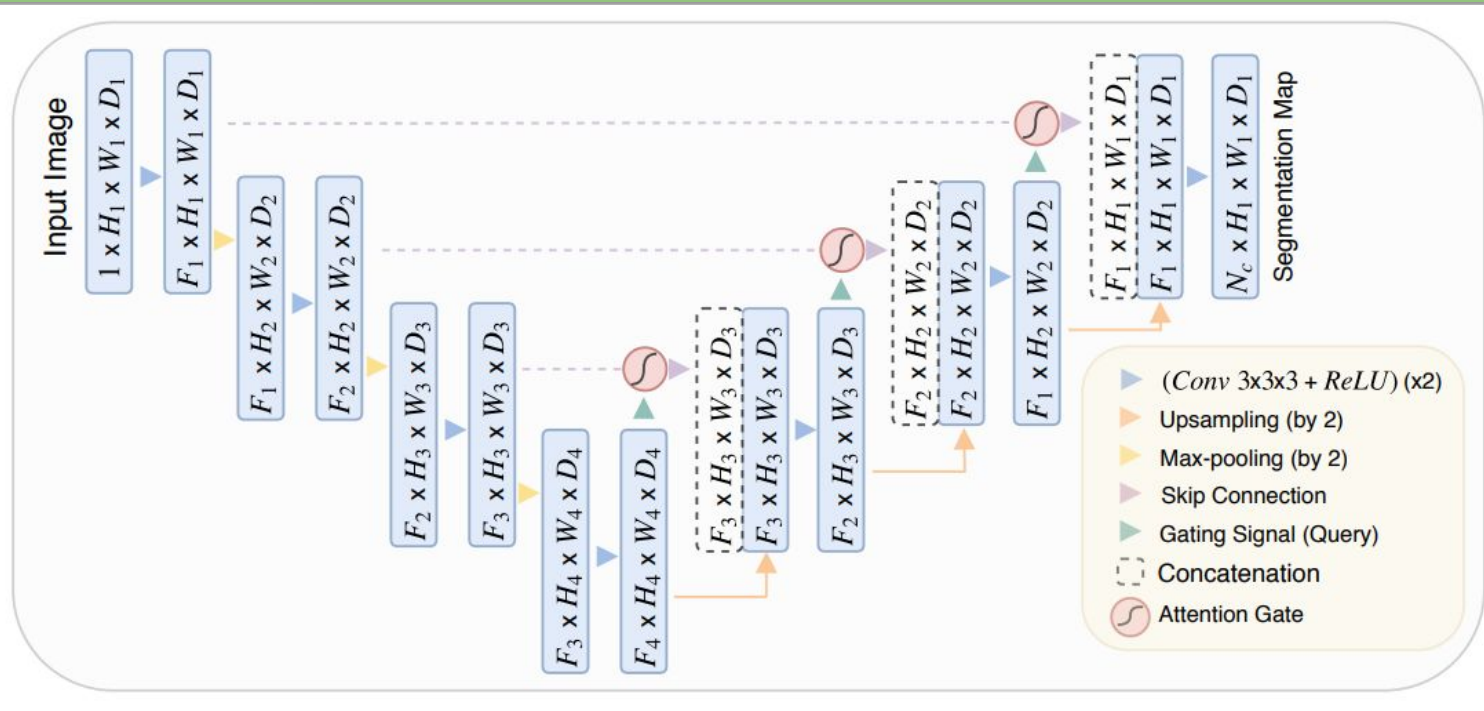 Input Image
1 x H₁ x W₁ x D₁
F₁ x H₁ x W₁ x D₁
F₁ x H₂ x W₂ x D₂
F₂ x H₂ x W₂ x D₂
F₂ x H₃ x W₃ x D₃
F₃ x H₃ x W₃ x D₃
F₃ x H₄ x W₄ x D₄
F₄ x H₄ x W₄ x D₄
F₃ x H₃ x W₃ x D₃
F₃ x H₃ x W₃ x D₃
F₂ x H₃ x W₃ x D₃
F₂ x H₂ x W₂ x D₂
F₂ x H₂ x W₂ x D₂
F₁ x H₂ x W₂ x D₂
F₁ x H₁ x W₁ x D₁
F₁ x H₁ x W₁ x D₁
N_c x H₁ x W₁ x D₁
Segmentation Map
(Conv 3x3x3 + ReLU) (x2)
Upsampling (by 2)
Max-pooling (by 2)
Skip Connection
Gating Signal (Query)
Concatenation
Attention Gate